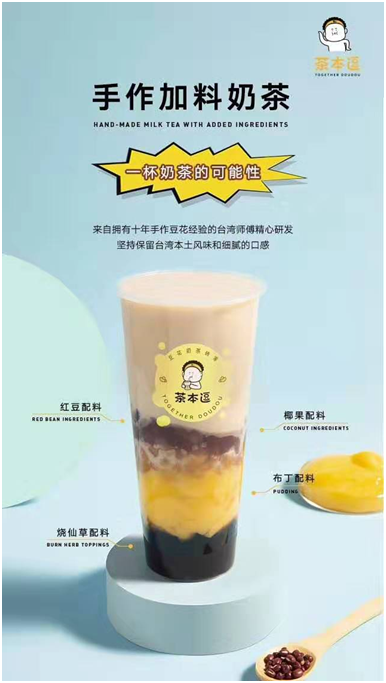 茶本逗
TOGETHER DOUDOU
手作加料奶茶
HAND-MADE MILK TEA WITH ADDED INGREDIENTS
一杯奶茶的可能性
来自拥有十年手作豆花经验的台湾师傅精心研发
坚持保留台湾本土风味和细腻的口感
茶本逗
TOGETHER DOUDOU
红豆配料
RED BEAN INGREDIENTS
椰果配料
COCONUT INGREDIENTS
布丁配料
PUDDING
烧仙草配料
BURN HERB TOPPINGS